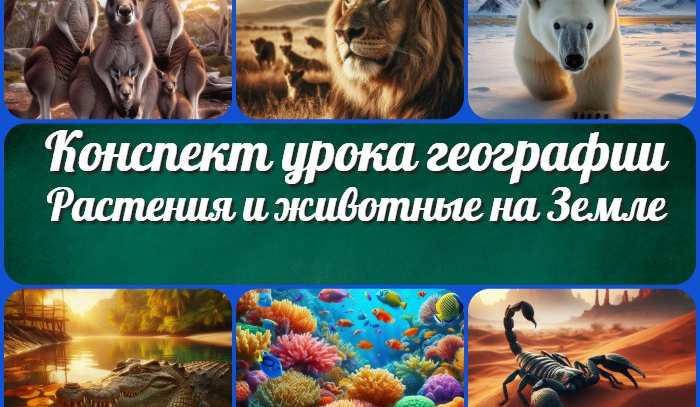 Конспект урока географии
Растения и животные на Земле